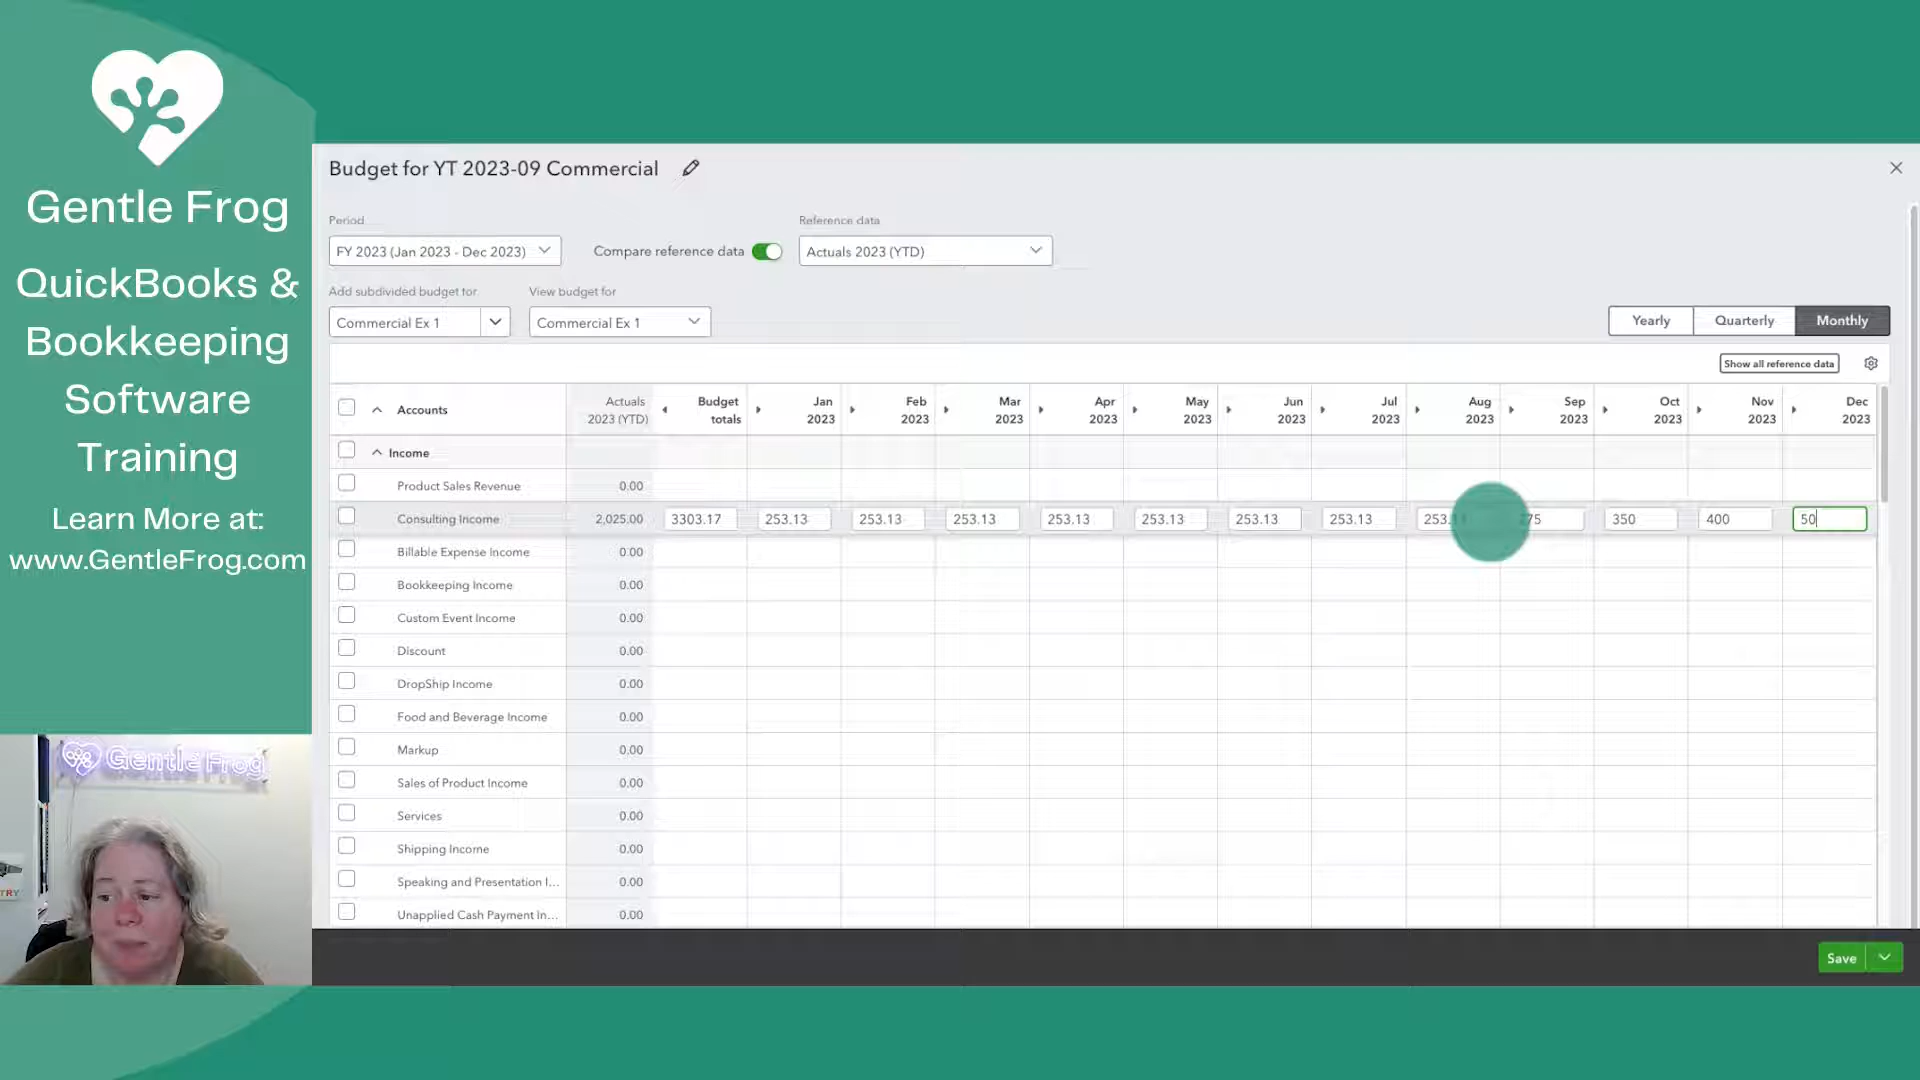 Gentle Frog
QuickBooks &
Bookkeeping
Software
Training
Learn More at:
www.GentleFrog.com
Gentle Frog
TRY
Budget for YT 2023-09 Commercial
Period
FY 2023 (Jan 2023 - Dec 2023)
Compare reference data
Reference data
Actuals 2023 (YTD)
Add subdivided budget for
Commercial Ex 1
View budget for
Commercial Ex 1
Yearly Quarterly Monthly
Show all reference data
Accounts Actuals 2023 (YTD) Budget totals Jan 2023 Feb 2023 Mar 2023 Apr 2023 May 2023 Jun 2023 Jul 2023 Aug 2023 Sep 2023 Oct 2023 Nov 2023 Dec 2023
Income
Product Sales Revenue 0.00
Consulting Income 2,025.00 3303.17 253.13 253.13 253.13 253.13 253.13 253.13 253.13 350 400 50
Billable Expense Income 0.00
Bookkeeping Income 0.00
Custom Event Income 0.00
Discount 0.00
DropShip Income 0.00
Food and Beverage Income 0.00
Markup 0.00
Sales of Product Income 0.00
Services 0.00
Shipping Income 0.00
Speaking and Presentation I... 0.00
Unapplied Cash Payment In... 0.00
Save